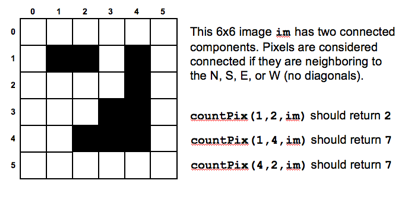 0 1 2 3 4 5
0
1
2
3
4
5
This 6x6 image im has two connected
components. Pixels are considered
connected if they are neighboring to
the N, S, E, or W (no diagonals).
countPix(1,2,im) should return 2
countPix(1,4,im) should return 7
countPix(4,2,im) should return 7